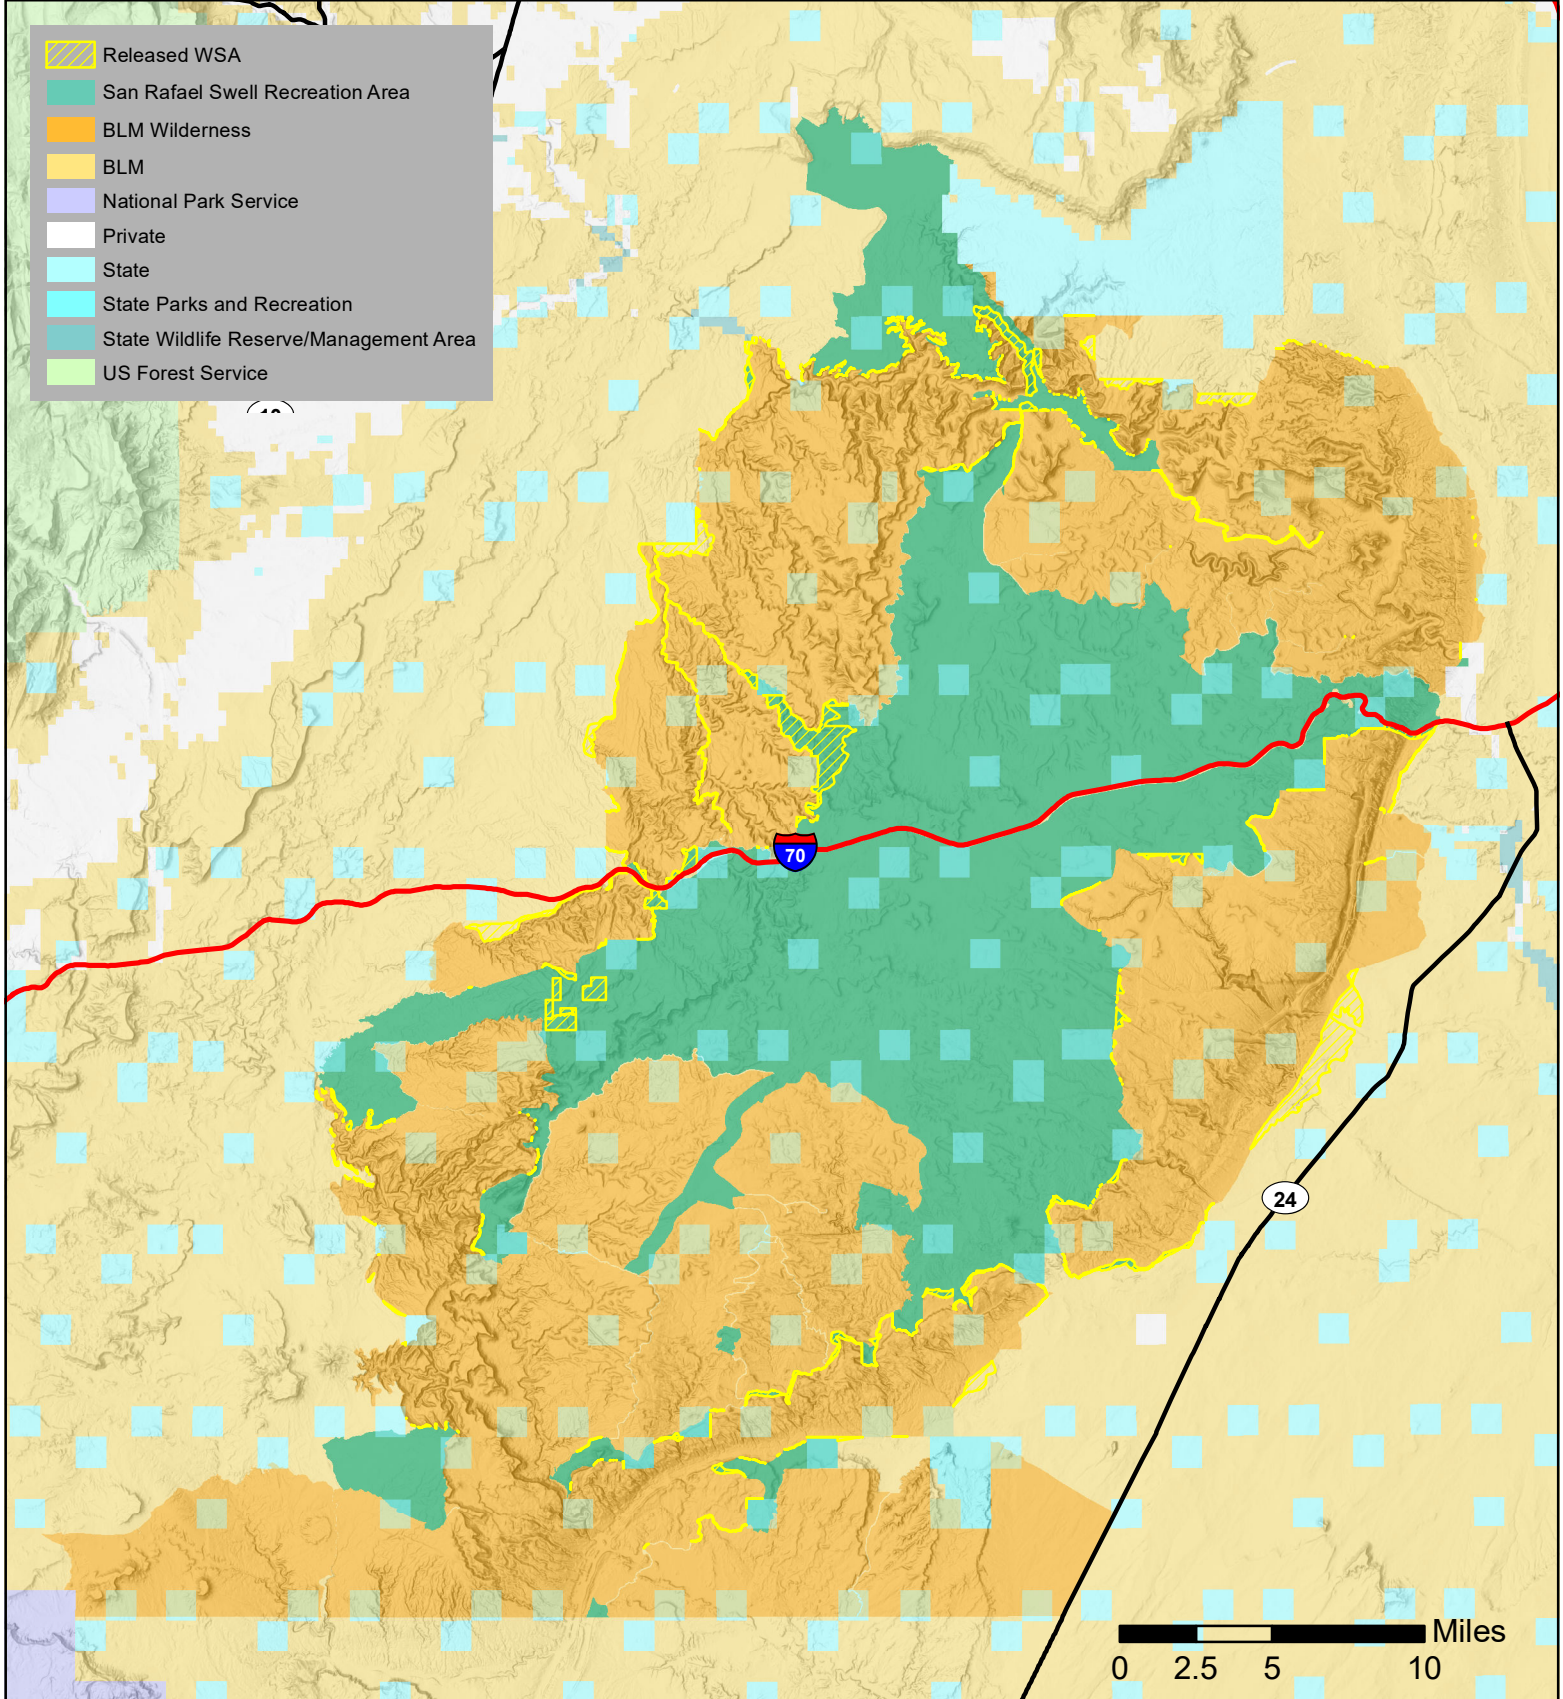 Released WSA
San Rafael Swell Recreation Area
BLM Wilderness
BLM
National Park Service
Private
State
State Parks and Recreation
State Wildlife Reserve/Management Area
US Forest Service
70
24
Miles
0 2.5 5 10